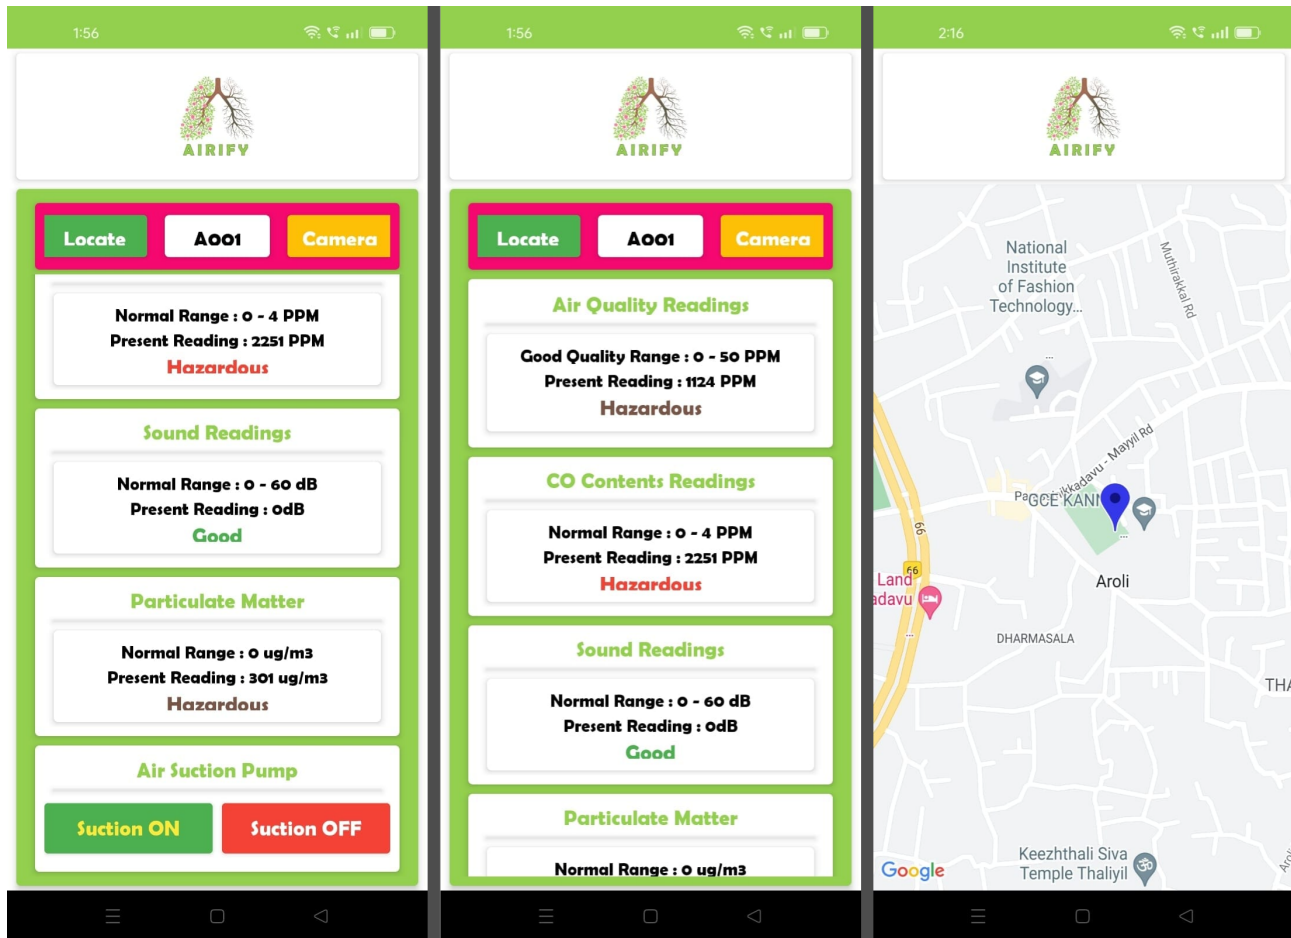 1:56
AIRIFY
Locate
A001
Camera
Normal Range : 0 - 4 PPM
Present Reading : 2251 PPM
Hazardous
Sound Readings
Normal Range : 0 - 60 dB
Present Reading : 0dB
Good
Particulate Matter
Normal Range : 0 ug/m3
Present Reading : 301 ug/m3
Hazardous
Air Suction Pump
Suction ON
Suction OFF
1:56
AIRIFY
Locate
A001
Camera
Air Quality Readings
Good Quality Range : 0 - 50 PPM
Present Reading : 1124 PPM
Hazardous
CO Contents Readings
Normal Range : 0 - 4 PPM
Present Reading : 2251 PPM
Hazardous
Sound Readings
Normal Range : 0 - 60 dB
Present Reading : 0dB
Good
Particulate Matter
Normal Range : 0 ug/m3
2:16
AIRIFY
National
Institute
of Fashion
Technology...
Muthirakkal Rd
- Mayyil Rd
GCE KANN
66
66
Land
adavu
Aroli
DHARMASALA
THA
Keezhthali Siva
Temple Thaliyil
Google